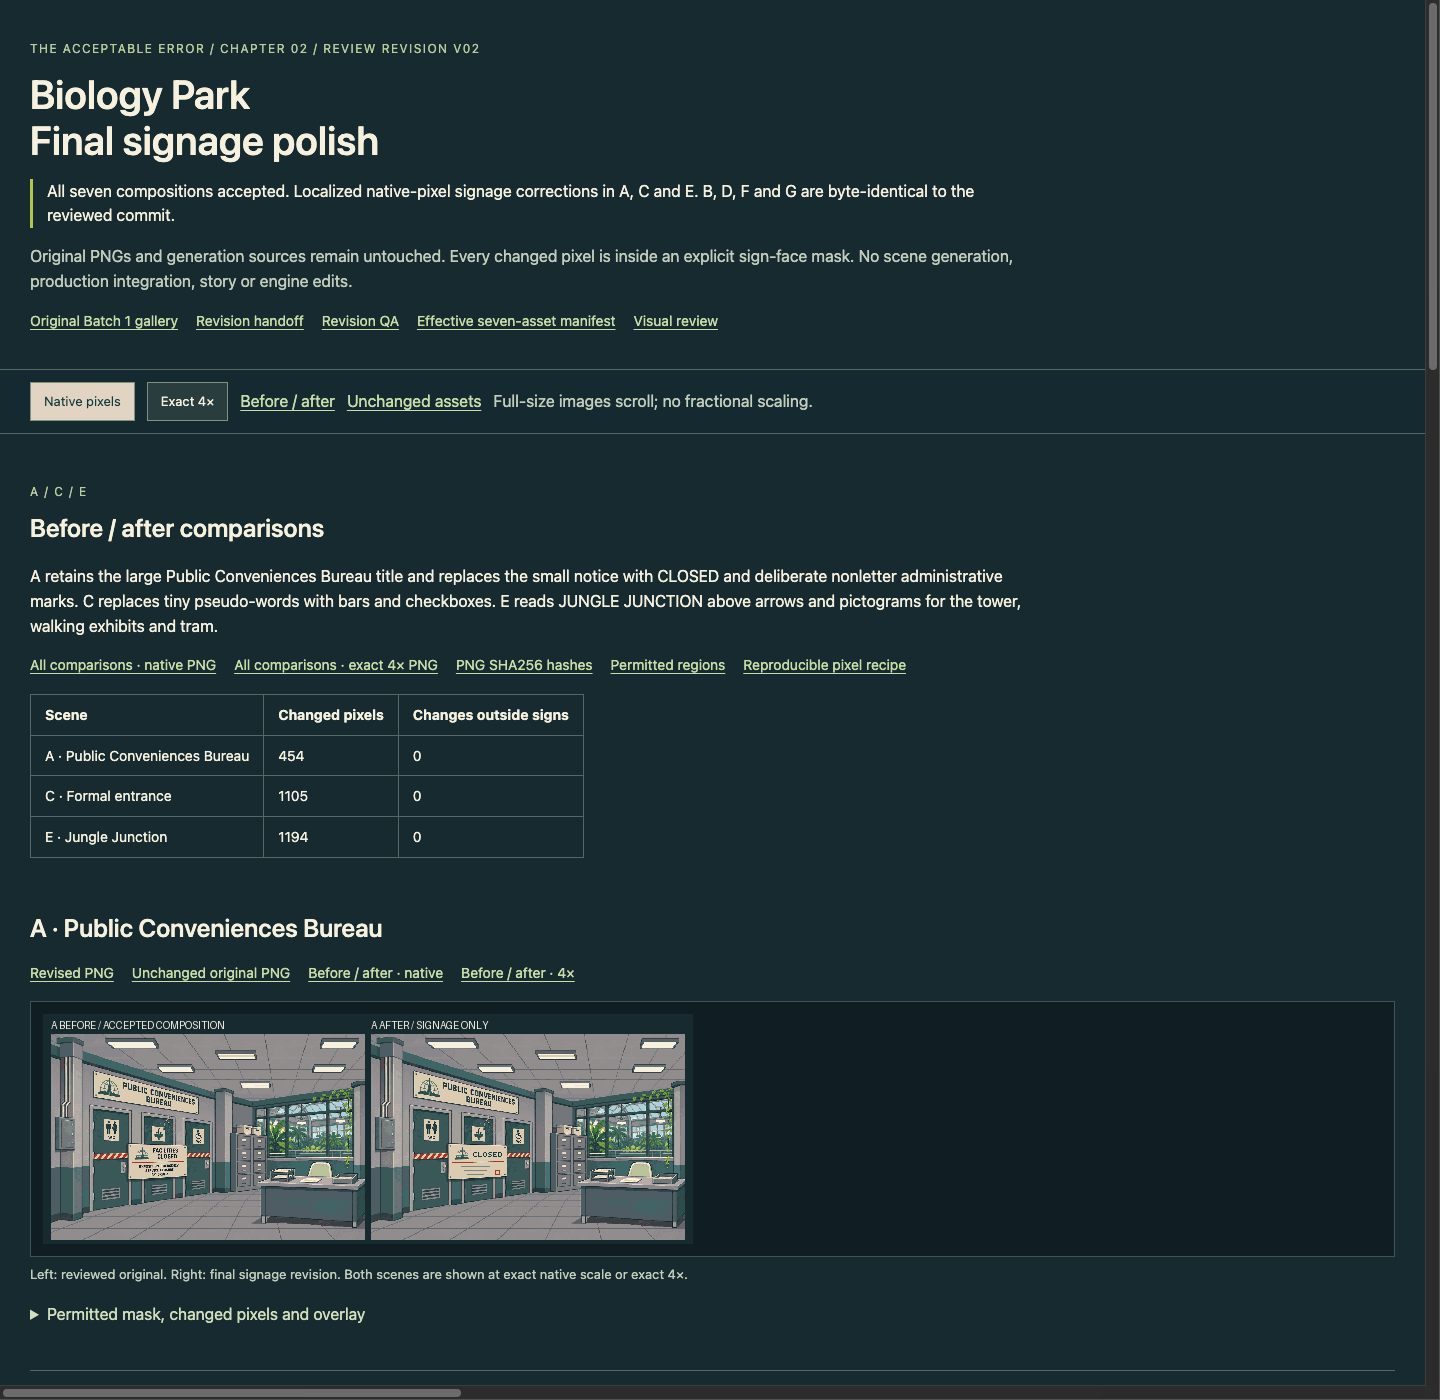 THE ACCEPTABLE ERROR / CHAPTER 02 / REVIEW REVISION V02
Biology Park
Final signage polish
All seven compositions accepted. Localized native-pixel signage corrections in A, C and E. B, D, F and G are byte-identical to the
reviewed commit.
Original PNGs and generation sources remain untouched. Every changed pixel is inside an explicit sign-face mask. No scene generation,
production integration, story or engine edits.
Original Batch 1 gallery Revision handoff Revision QA Effective seven-asset manifest Visual review
Native pixels Exact 4× Before / after Unchanged assets Full-size images scroll; no fractional scaling.
A / C / E
Before / after comparisons
A retains the large Public Conveniences Bureau title and replaces the small notice with CLOSED and deliberate nonletter administrative
marks. C replaces tiny pseudo-words with bars and checkboxes. E reads JUNGLE JUNCTION above arrows and pictograms for the tower,
walking exhibits and tram.
All comparisons · native PNG All comparisons · exact 4× PNG PNG SHA256 hashes Permitted regions Reproducible pixel recipe
Scene Changed pixels Changes outside signs
A · Public Conveniences Bureau 454 0
C · Formal entrance 1105 0
E · Jungle Junction 1194 0
A · Public Conveniences Bureau
Revised PNG Unchanged original PNG Before / after · native Before / after · 4×
A BEFORE / ACCEPTED COMPOSITION A AFTER / SIGNAGE ONLY
PUBLIC CONVENIENCES
BUREAU
FACILITIES
CLOSED
PUBLIC CONVENIENCES
BUREAU
CLOSED
Left: reviewed original. Right: final signage revision. Both scenes are shown at exact native scale or exact 4×.
Permitted mask, changed pixels and overlay